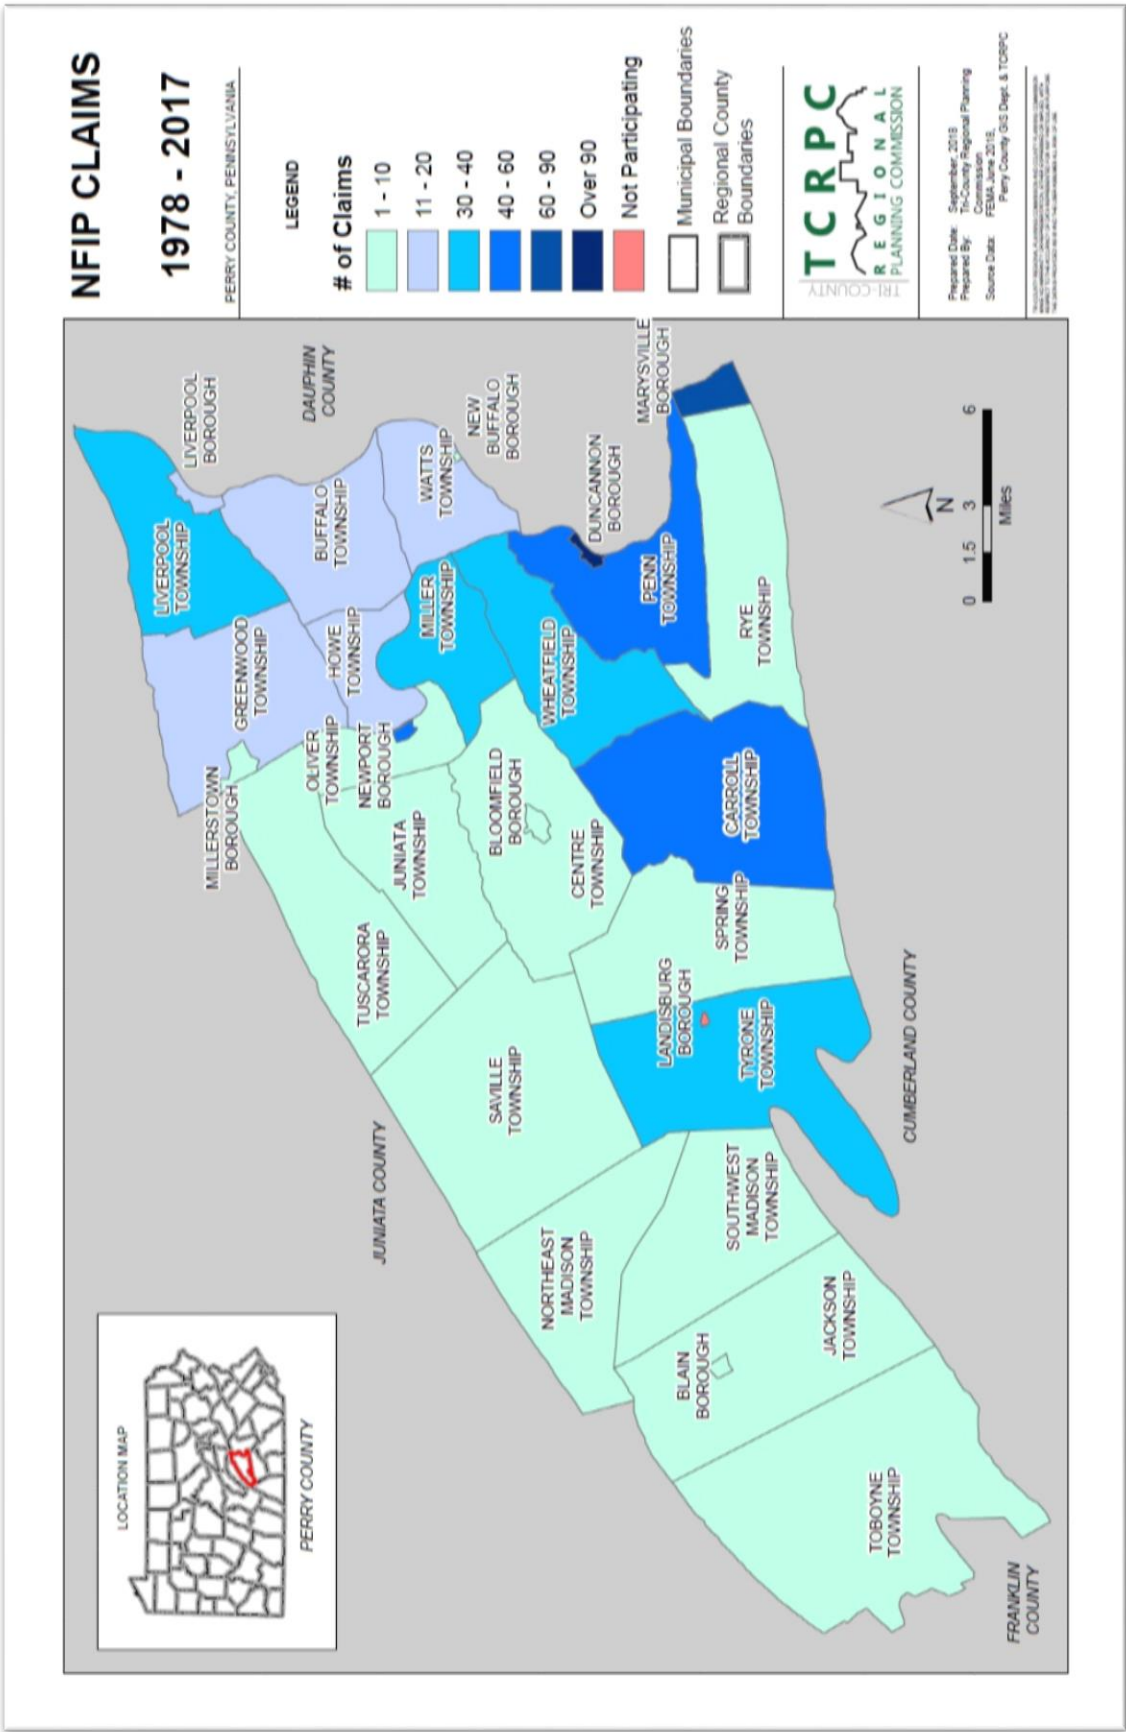 NFIP CLAIMS
1978 - 2017
PERRY COUNTY, PENNSYLVANIA
LEGEND
# of Claims
1 - 10
11 - 20
30 - 40
40 - 60
60 - 90
Over 90
Not Participating
Municipal Boundaries
Regional County
Boundaries
TRI-COUNTY
TCRPC
REGIONAL
PLANNING COMMISSION
Prepared Date: September, 2018
Prepared By: Tri-County Regional Planning
Commission
Source Data: FEMA June 2018,
Perry County GIS Dept. & TCRPC
LOCATION MAP
PERRY COUNTY
JUNIATA COUNTY
DAUPHIN
COUNTY
CUMBERLAND COUNTY
FRANKLIN
COUNTY
LIVERPOOL
BOROUGH
LIVERPOOL
TOWNSHIP
GREENWOOD
TOWNSHIP
MILLERSTOWN
BOROUGH
BUFFALO
TOWNSHIP
HOWE
TOWNSHIP
OLIVER
TOWNSHIP
NEWPORT
BOROUGH
WATTS
TOWNSHIP
NEW
BUFFALO
BOROUGH
MILLER
TOWNSHIP
JUNIATA
TOWNSHIP
TUSCARORA
TOWNSHIP
BLOOMFIELD
BOROUGH
CENTRE
TOWNSHIP
WHEATFIELD
TOWNSHIP
DUNCANNON
BOROUGH
PENN
TOWNSHIP
MARYSVILLE
BOROUGH
RYE
TOWNSHIP
CARROLL
TOWNSHIP
SPRING
TOWNSHIP
LANDISBURG
BOROUGH
TYRONE
TOWNSHIP
SAVILLE
TOWNSHIP
NORTHEAST
MADISON
TOWNSHIP
SOUTHWEST
MADISON
TOWNSHIP
BLAIN
BOROUGH
JACKSON
TOWNSHIP
TOBOYNE
TOWNSHIP
N
0 1.5 3 6
Miles